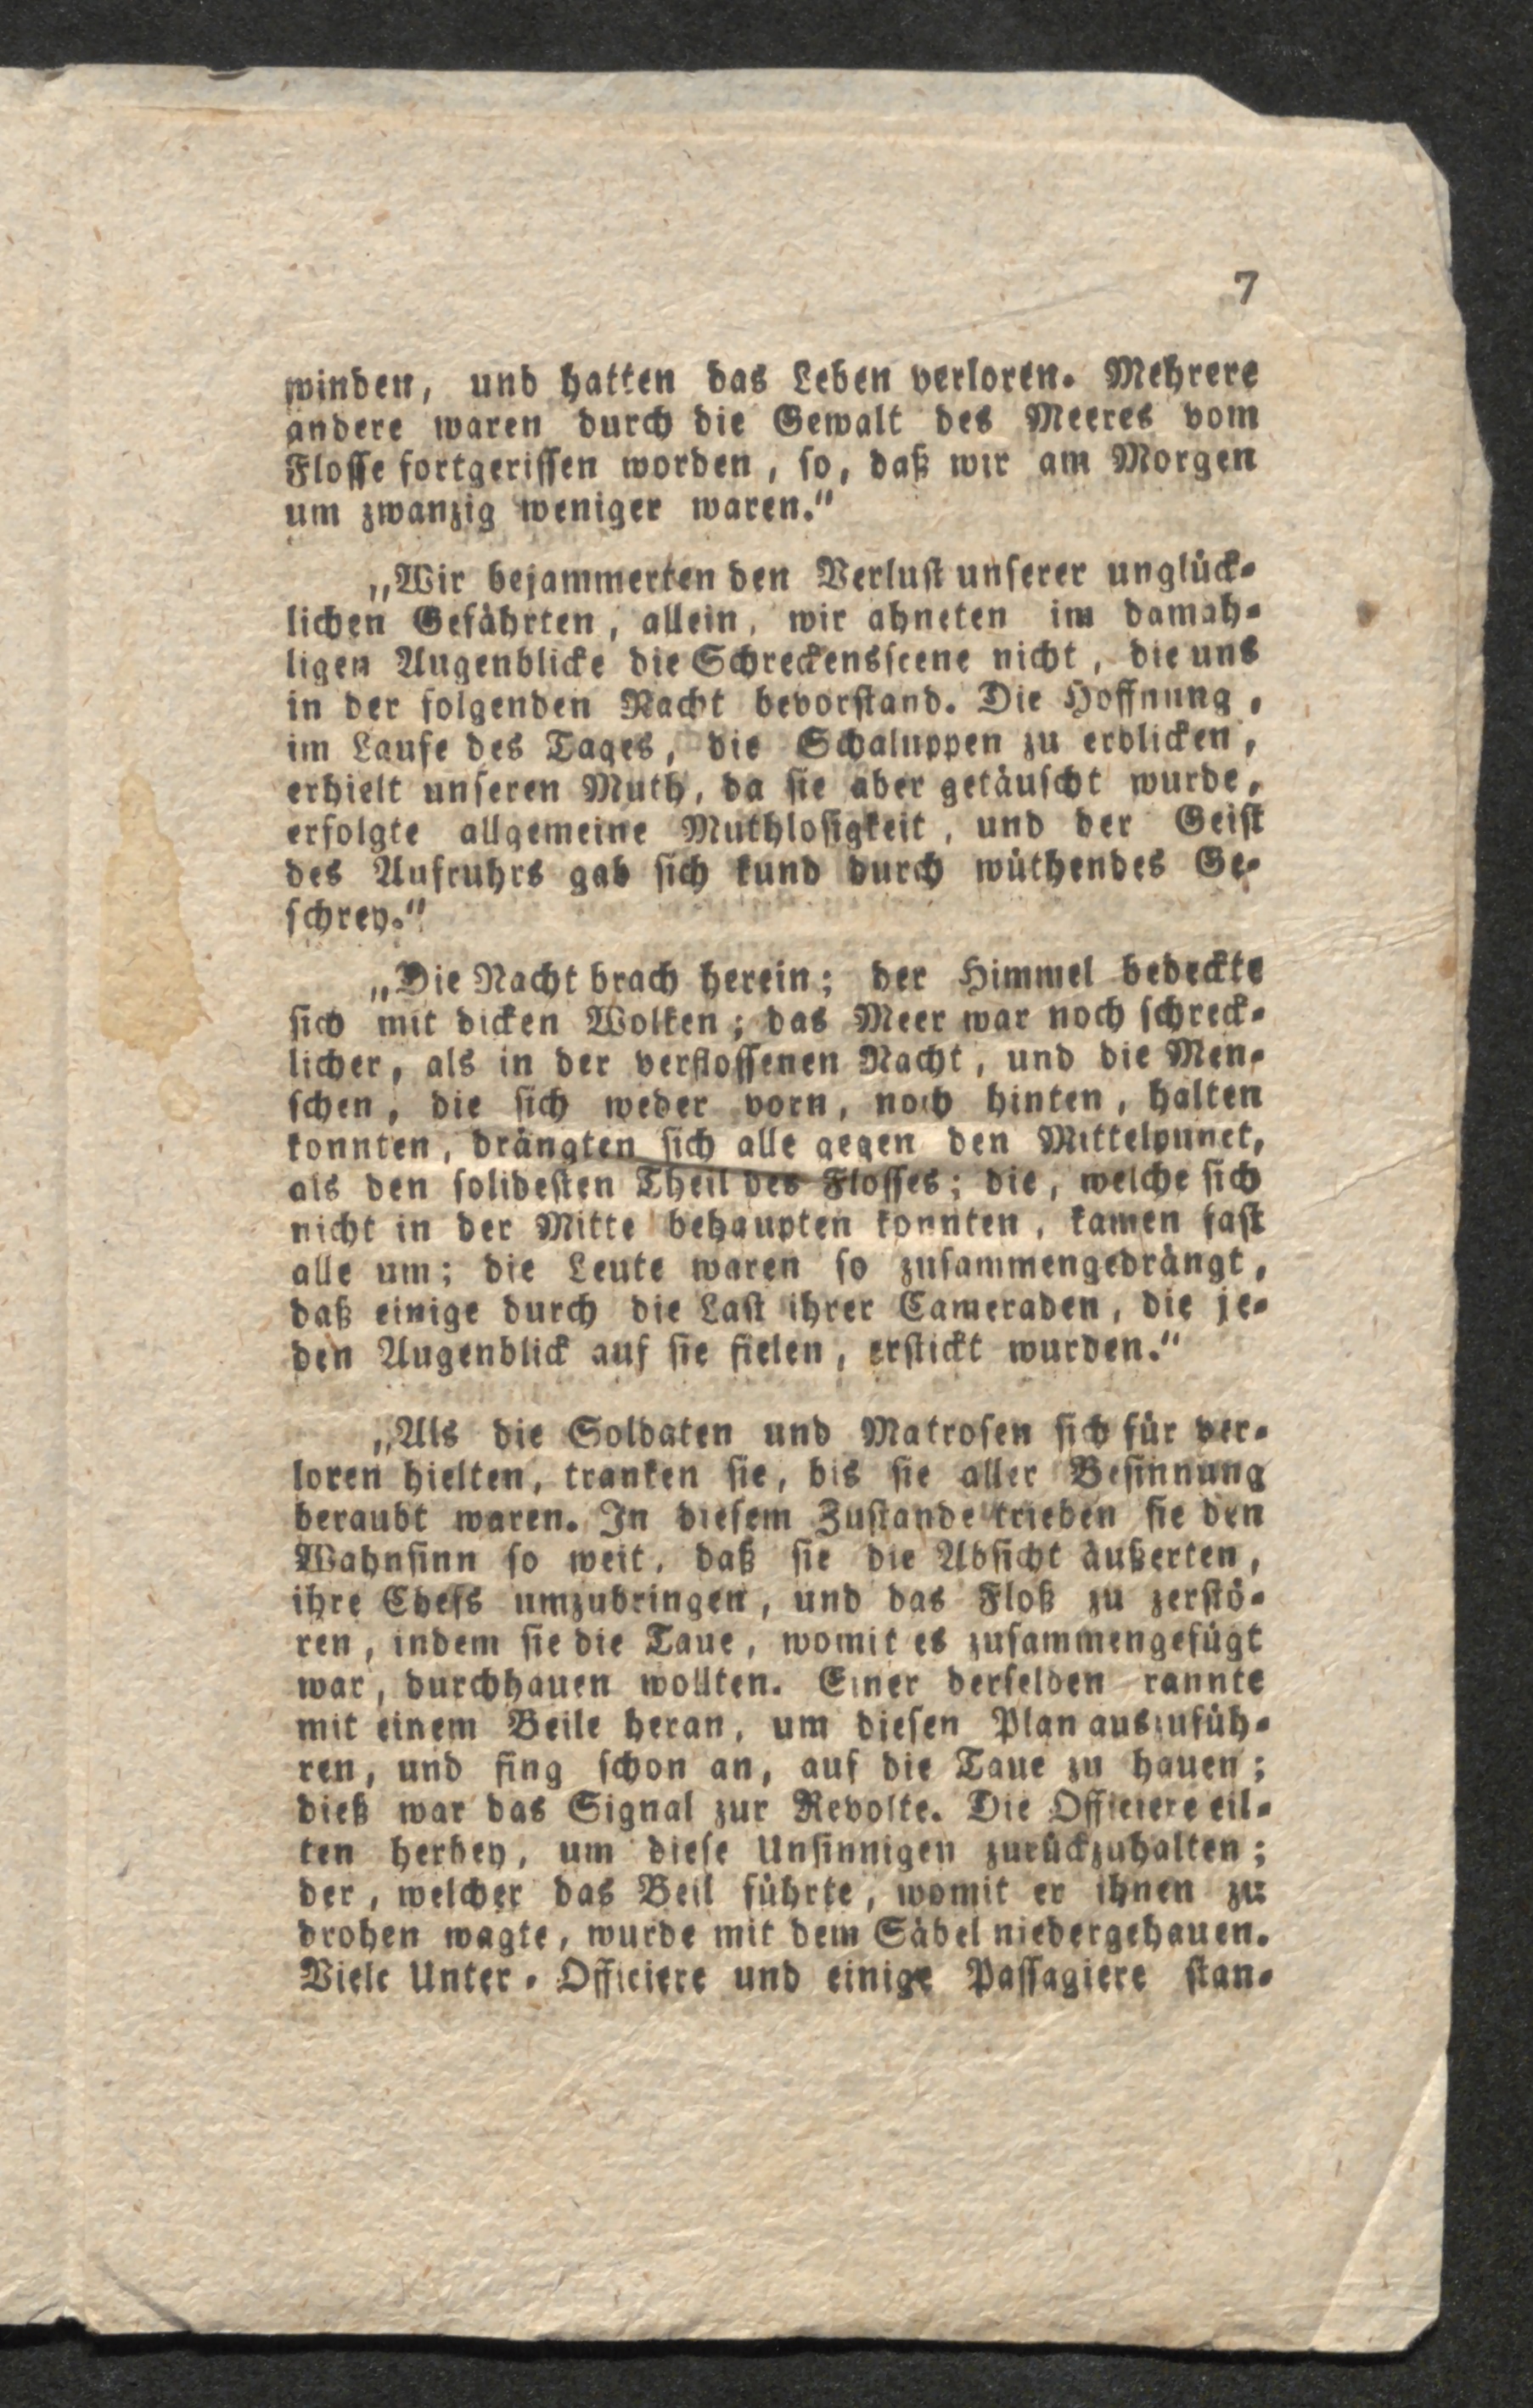 7
winden, und hatten das Leben verloren. Mehrere
andere waren durch die Gewalt des Meeres vom
Flosse fortgerissen worden, so, daß wir am Morgen
um zwanzig weniger waren."
„Wir bejammerten den Verlust unserer unglück-
lichen Gefährten, allein, wir ahneten im damah-
ligen Augenblicke die Schreckensscene nicht, die uns
in der folgenden Nacht bevorstand. Die Hoffnung,
im Laufe des Tages, die Schaluppen zu erblicken,
erhielt unseren Muth, da sie aber getäuscht wurde,
erfolgte allgemeine Muthlosigkeit, und der Geist
des Aufruhrs gab sich kund durch wüthendes Ge-
schrey."
„Die Nacht brach herein; der Himmel bedeckte
sich mit dicken Wolken; das Meer war noch schreck-
licher, als in der verflossenen Nacht, und die Men-
schen, die sich weder vorn, noch hinten, halten
konnten, drängten sich alle gegen den Mittelpunct,
als den solidesten Theil des Flosses; die, welche sich
nicht in der Mitte behaupten konnten, kamen fast
alle um; die Leute waren so zusammengedrängt,
daß einige durch die Last ihrer Cameraden, die je-
den Augenblick auf sie fielen, erstickt wurden."
„Als die Soldaten und Matrosen sich für ver-
loren hielten, tranken sie, bis sie aller Besinnung
beraubt waren. In diesem Zustande trieben sie den
Wahnsinn so weit, daß sie die Absicht äußerten,
ihre Chefs umzubringen, und das Floß zu zerstö-
ren, indem sie die Taue, womit es zusammengefügt
war, durchhauen wollten. Einer derselben rannte
mit einem Beile heran, um diesen Plan auszufüh-
ren, und fing schon an, auf die Taue zu hauen;
dieß war das Signal zur Revolte. Die Officiere eil-
ten herbey, um diese Unsinnigen zurückzuhalten;
der, welcher das Beil führte, womit er ihnen zu
drohen wagte, wurde mit dem Säbel niedergehauen.
Viele Unter-Officiere und einige Passagiere stan-